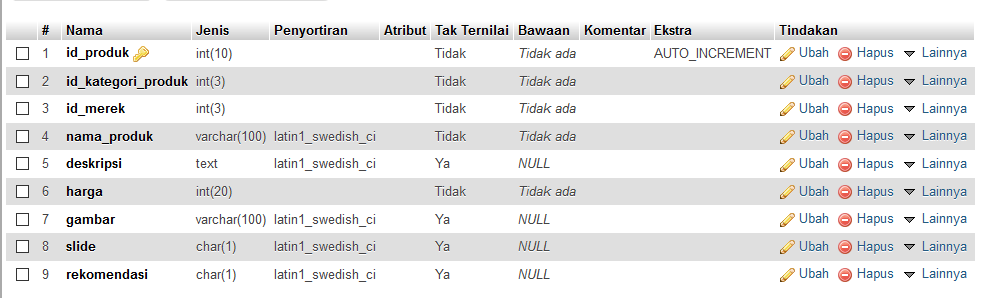 # Nama Jenis Penyortiran Atribut Tak Ternilai Bawaan Komentar Ekstra Tindakan
1 id_produk int(10) Tidak Tidak ada AUTO_INCREMENT Ubah Hapus Lainnya
2 id_kategori_produk int(3) Tidak Tidak ada Ubah Hapus Lainnya
3 id_merek int(3) Tidak Tidak ada Ubah Hapus Lainnya
4 nama_produk varchar(100) latin1_swedish_ci Tidak Tidak ada Ubah Hapus Lainnya
5 deskripsi text latin1_swedish_ci Ya NULL Ubah Hapus Lainnya
6 harga int(20) Tidak Tidak ada Ubah Hapus Lainnya
7 gambar varchar(100) latin1_swedish_ci Ya NULL Ubah Hapus Lainnya
8 slide char(1) latin1_swedish_ci Ya NULL Ubah Hapus Lainnya
9 rekomendasi char(1) latin1_swedish_ci Ya NULL Ubah Hapus Lainnya